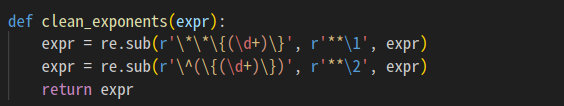 def clean_exponents(expr):
    expr = re.sub(r'\*\*\{(\d+)\}', r'**\1', expr)
    expr = re.sub(r'\^(\{(\d+)\})', r'**\2', expr)
    return expr